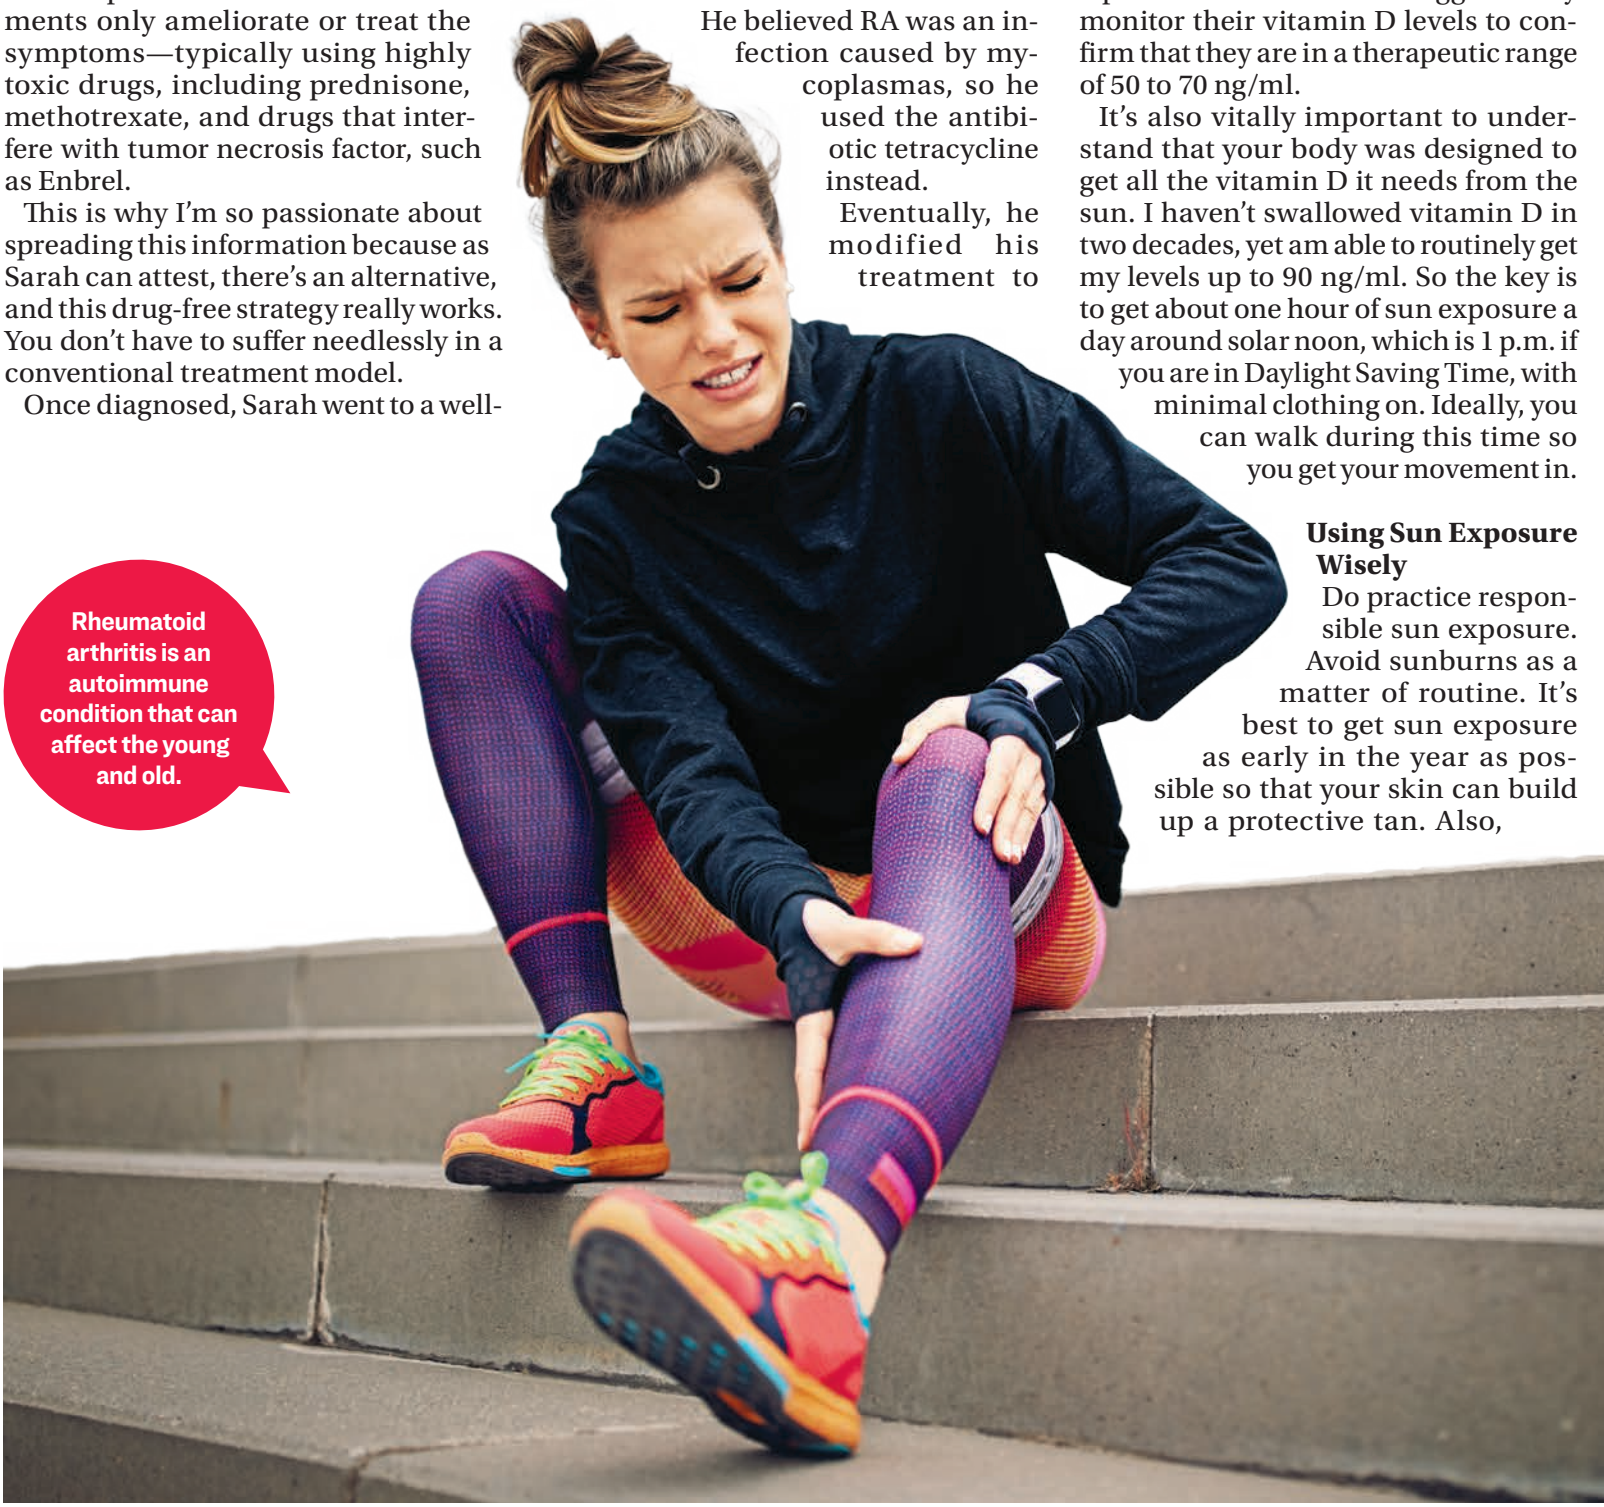 ments only ameliorate or treat the
symptoms—typically using highly
toxic drugs, including prednisone,
methotrexate, and drugs that inter-
fere with tumor necrosis factor, such
as Enbrel.
This is why I'm so passionate about
spreading this information because as
Sarah can attest, there's an alternative,
and this drug-free strategy really works.
You don't have to suffer needlessly in a
conventional treatment model.
Once diagnosed, Sarah went to a well-
Rheumatoid
arthritis is an
autoimmune
condition that can
affect the young
and old.
He believed RA was an in-
fection caused by my-
coplasmas, so he
used the antibi-
otic tetracycline
instead.
Eventually, he
modified his
treatment to
monitor their vitamin D levels to con-
firm that they are in a therapeutic range
of 50 to 70 ng/ml.
It's also vitally important to under-
stand that your body was designed to
get all the vitamin D it needs from the
sun. I haven't swallowed vitamin D in
two decades, yet am able to routinely get
my levels up to 90 ng/ml. So the key is
to get about one hour of sun exposure a
day around solar noon, which is 1 p.m. if
you are in Daylight Saving Time, with
minimal clothing on. Ideally, you
can walk during this time so
you get your movement in.
Using Sun Exposure
Wisely
Do practice respon-
sible sun exposure.
Avoid sunburns as a
matter of routine. It's
best to get sun exposure
as early in the year as pos-
sible so that your skin can build
up a protective tan. Also,